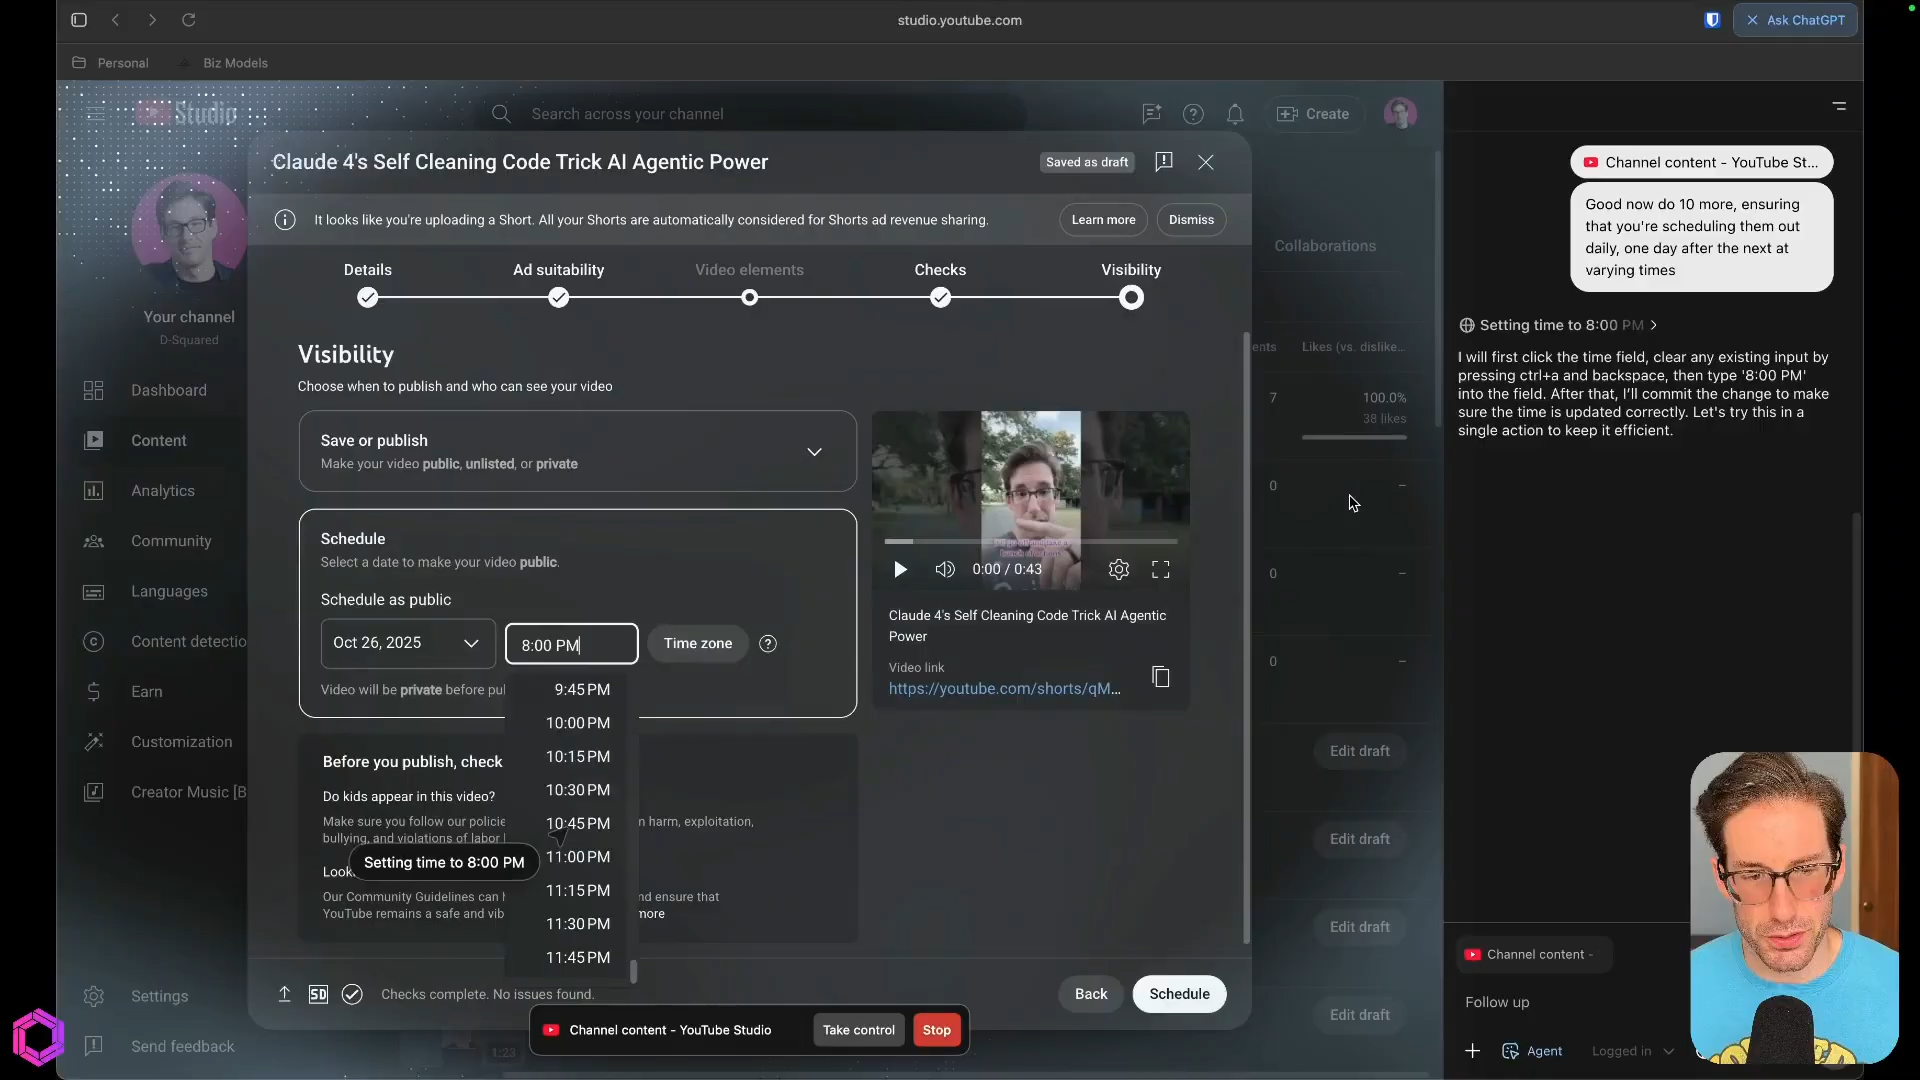 studio.youtube.com
Ask ChatGPT
Personal
Biz Models
Studio
Search across your channel
Create
Claude 4's Self Cleaning Code Trick AI Agentic Power
Saved as draft
It looks like you're uploading a Short. All your Shorts are automatically considered for Shorts ad revenue sharing.
Learn more
Dismiss
Details
Ad suitability
Video elements
Checks
Visibility
Your channel
D-Squared
Dashboard
Content
Analytics
Community
Languages
Content detectio
Earn
Customization
Creator Music [B
Settings
Send feedback
Visibility
Choose when to publish and who can see your video
Save or publish
Make your video public, unlisted, or private
Schedule
Select a date to make your video public.
Schedule as public
Oct 26, 2025
8:00 PM
Time zone
Video will be private before pu
9:45 PM
10:00 PM
10:15 PM
10:30 PM
10:45 PM
11:00 PM
11:15 PM
11:30 PM
11:45 PM
Before you publish, check
Do kids appear in this video?
Make sure you follow our policie
n harm, exploitation,
bullying, and violations of labor
Setting time to 8:00 PM
Look
Our Community Guidelines can
nd ensure that
YouTube remains a safe and vib
more
0:00 / 0:43
Claude 4's Self Cleaning Code Trick AI Agentic
Power
Video link
https://youtube.com/shorts/qM...
SD
Checks complete. No issues found.
Back
Schedule
Channel content - YouTube Studio
Take control
Stop
1:23
Collaborations
ents
Likes (vs. dislike...
7
100.0%
38 likes
0
–
0
–
0
–
Edit draft
Edit draft
Edit draft
Edit draft
Channel content - YouTube St...
Good now do 10 more, ensuring
that you're scheduling them out
daily, one day after the next at
varying times
Setting time to 8:00 PM
I will first click the time field, clear any existing input by
pressing ctrl+a and backspace, then type '8:00 PM'
into the field. After that, I'll commit the change to make
sure the time is updated correctly. Let's try this in a
single action to keep it efficient.
Channel content -
Follow up
Agent
Logged in